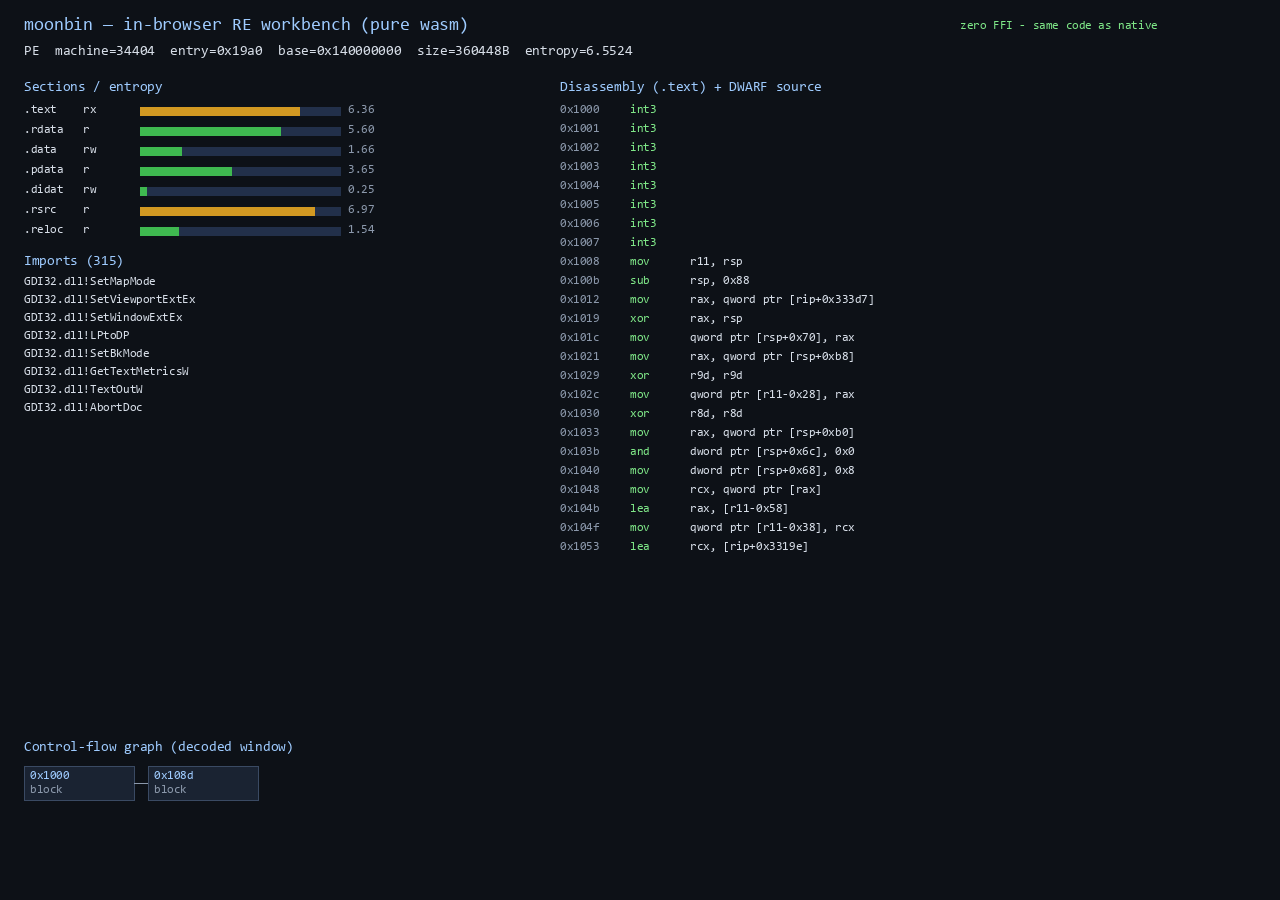 moonbin — in-browser RE workbench (pure wasm)
zero FFI - same code as native
PE machine=34404 entry=0x19a0 base=0x140000000 size=360448B entropy=6.5524
Sections / entropy
.text rx 6.36
.rdata r 5.60
.data rw 1.66
.pdata r 3.65
.didat rw 0.25
.rsrc r 6.97
.reloc r 1.54
Imports (315)
GDI32.dll!SetMapMode
GDI32.dll!SetViewportExtEx
GDI32.dll!SetWindowExtEx
GDI32.dll!LPtoDP
GDI32.dll!SetBkMode
GDI32.dll!GetTextMetricsW
GDI32.dll!TextOutW
GDI32.dll!AbortDoc
Disassembly (.text) + DWARF source
0x1000 int3
0x1001 int3
0x1002 int3
0x1003 int3
0x1004 int3
0x1005 int3
0x1006 int3
0x1007 int3
0x1008 mov r11, rsp
0x100b sub rsp, 0x88
0x1012 mov rax, qword ptr [rip+0x333d7]
0x1019 xor rax, rsp
0x101c mov qword ptr [rsp+0x70], rax
0x1021 mov rax, qword ptr [rsp+0xb8]
0x1029 xor r9d, r9d
0x102c mov qword ptr [r11-0x28], rax
0x1030 xor r8d, r8d
0x1033 mov rax, qword ptr [rsp+0xb0]
0x103b and dword ptr [rsp+0x6c], 0x0
0x1040 mov dword ptr [rsp+0x68], 0x8
0x1048 mov rcx, qword ptr [rax]
0x104b lea rax, [r11-0x58]
0x104f mov qword ptr [r11-0x38], rcx
0x1053 lea rcx, [rip+0x3319e]
Control-flow graph (decoded window)
0x1000
block
0x108d
block